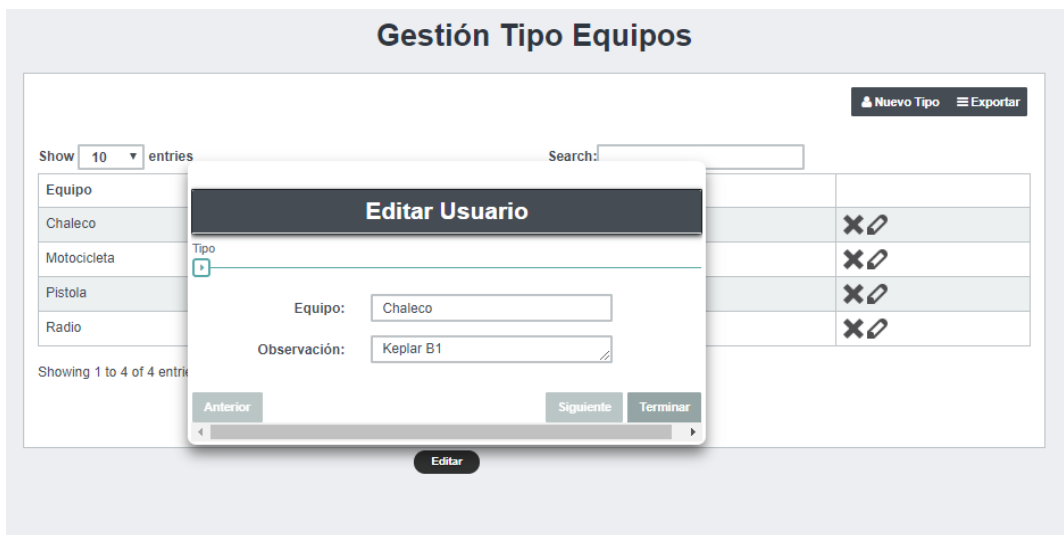 Gestión Tipo Equipos
Nuevo Tipo Exportar
Show 10 entries Search:
Equipo
Chaleco
Motocicleta
Pistola
Radio
Showing 1 to 4 of 4
Editar Usuario
Tipo
Equipo: Chaleco
Observación: Keplar B1
Anterior Siguiente Terminar
Editar